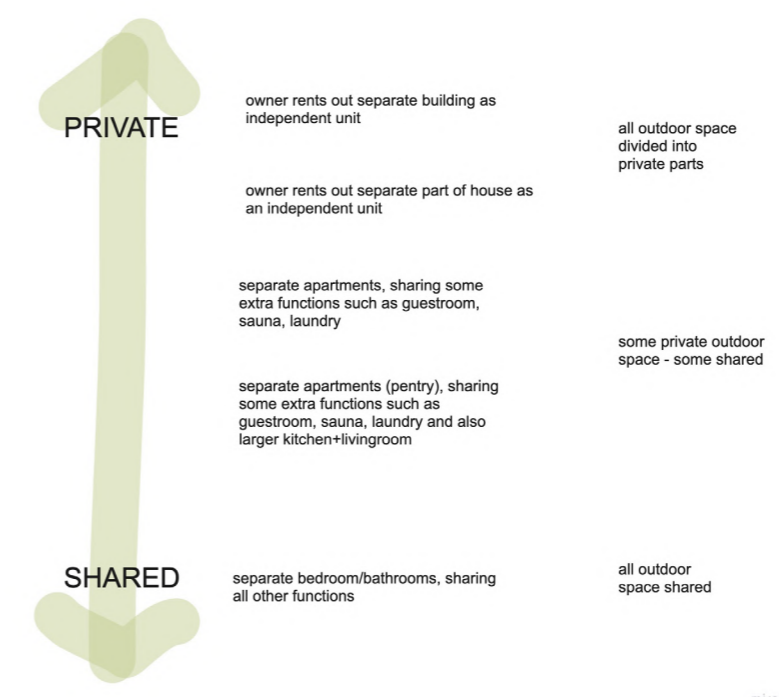 PRIVATE
owner rents out separate building as
independent unit
all outdoor space
divided into
private parts
owner rents out separate part of house as
an independent unit
separate apartments, sharing some
extra functions such as guestroom,
sauna, laundry
some private outdoor
space - some shared
separate apartments (pentry), sharing
some extra functions such as
guestroom, sauna, laundry and also
larger kitchen+livingroom
SHARED
separate bedroom/bathrooms, sharing
all other functions
all outdoor
space shared